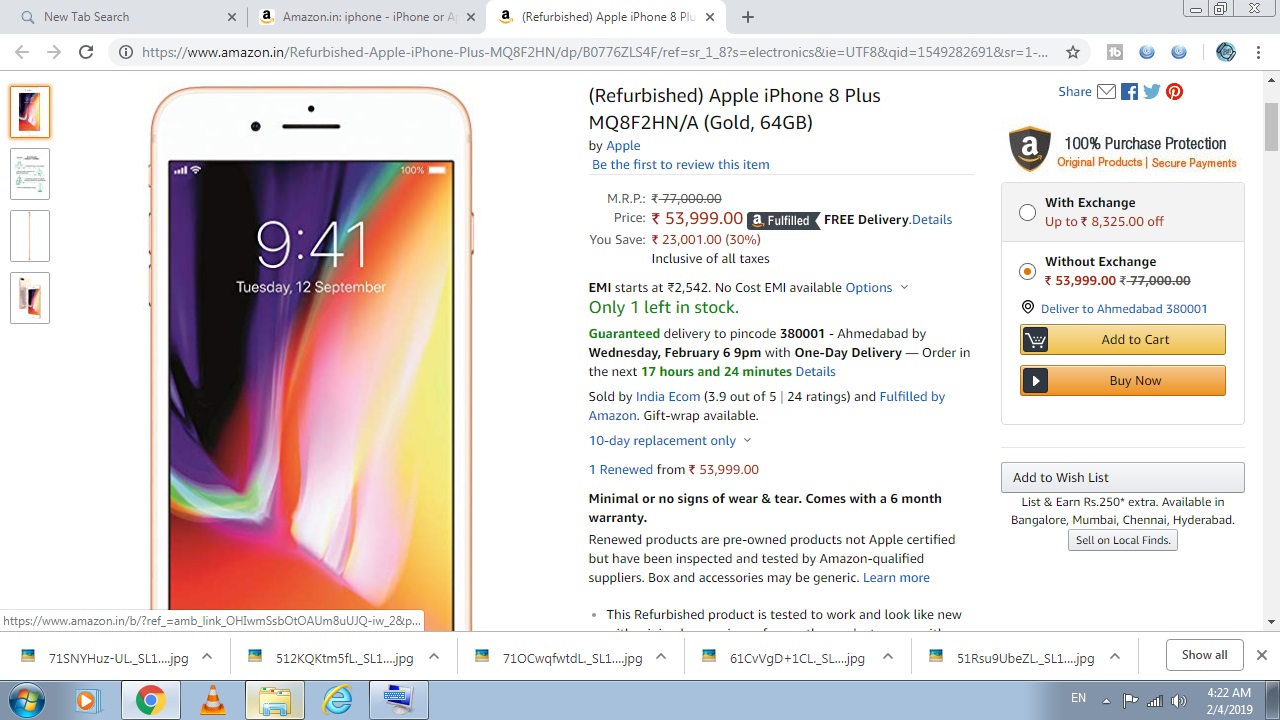 New Tab Search
Amazon.in: iphone - iPhone or A
(Refurbished) Apple iPhone 8 Plu
https://www.amazon.in/Refurbished-Apple-iPhone-Plus-MQ8F2HN/dp/B0776ZLS4F/ref=sr_1_8?s=electronics&ie=UTF8&qid=1549282691&sr=1-...
(Refurbished) Apple iPhone 8 Plus
MQ8F2HN/A (Gold, 64GB)
by Apple
Be the first to review this item
M.R.P.: ₹ 77,000.00
Price: ₹ 53,999.00 a Fulfilled FREE Delivery.Details
You Save: ₹ 23,001.00 (30%)
Inclusive of all taxes
EMI starts at ₹2,542. No Cost EMI available Options
Only 1 left in stock.
Guaranteed delivery to pincode 380001 - Ahmedabad by
Wednesday, February 6 9pm with One-Day Delivery — Order in
the next 17 hours and 24 minutes Details
Sold by India Ecom (3.9 out of 5 | 24 ratings) and Fulfilled by
Amazon. Gift-wrap available.
10-day replacement only
1 Renewed from ₹ 53,999.00
Minimal or no signs of wear & tear. Comes with a 6 month
warranty.
Renewed products are pre-owned products not Apple certified
but have been inspected and tested by Amazon-qualified
suppliers. Box and accessories may be generic. Learn more
• This Refurbished product is tested to work and look like new
100%
9:41
Tuesday, 12 September
Share
a 100% Purchase Protection
Original Products | Secure Payments
With Exchange
Up to ₹ 8,325.00 off
Without Exchange
₹ 53,999.00 ₹ 77,000.00
Deliver to Ahmedabad 380001
Add to Cart
Buy Now
Add to Wish List
List & Earn Rs.250* extra. Available in
Bangalore, Mumbai, Chennai, Hyderabad.
Sell on Local Finds.
https://www.amazon.in/b/?ref_=amb_link_OHIwmSsbOtOAUm8uUJQ-iw_2&p...
71SNYHuz-UL._SL1....jpg
512KQKtm5fL._SL1....jpg
71OCwqfwtdL._SL1....jpg
61CvVgD+1CL._SL....jpg
51Rsu9UbeZL._SL1....jpg
Show all
EN
4:22 AM
2/4/2019